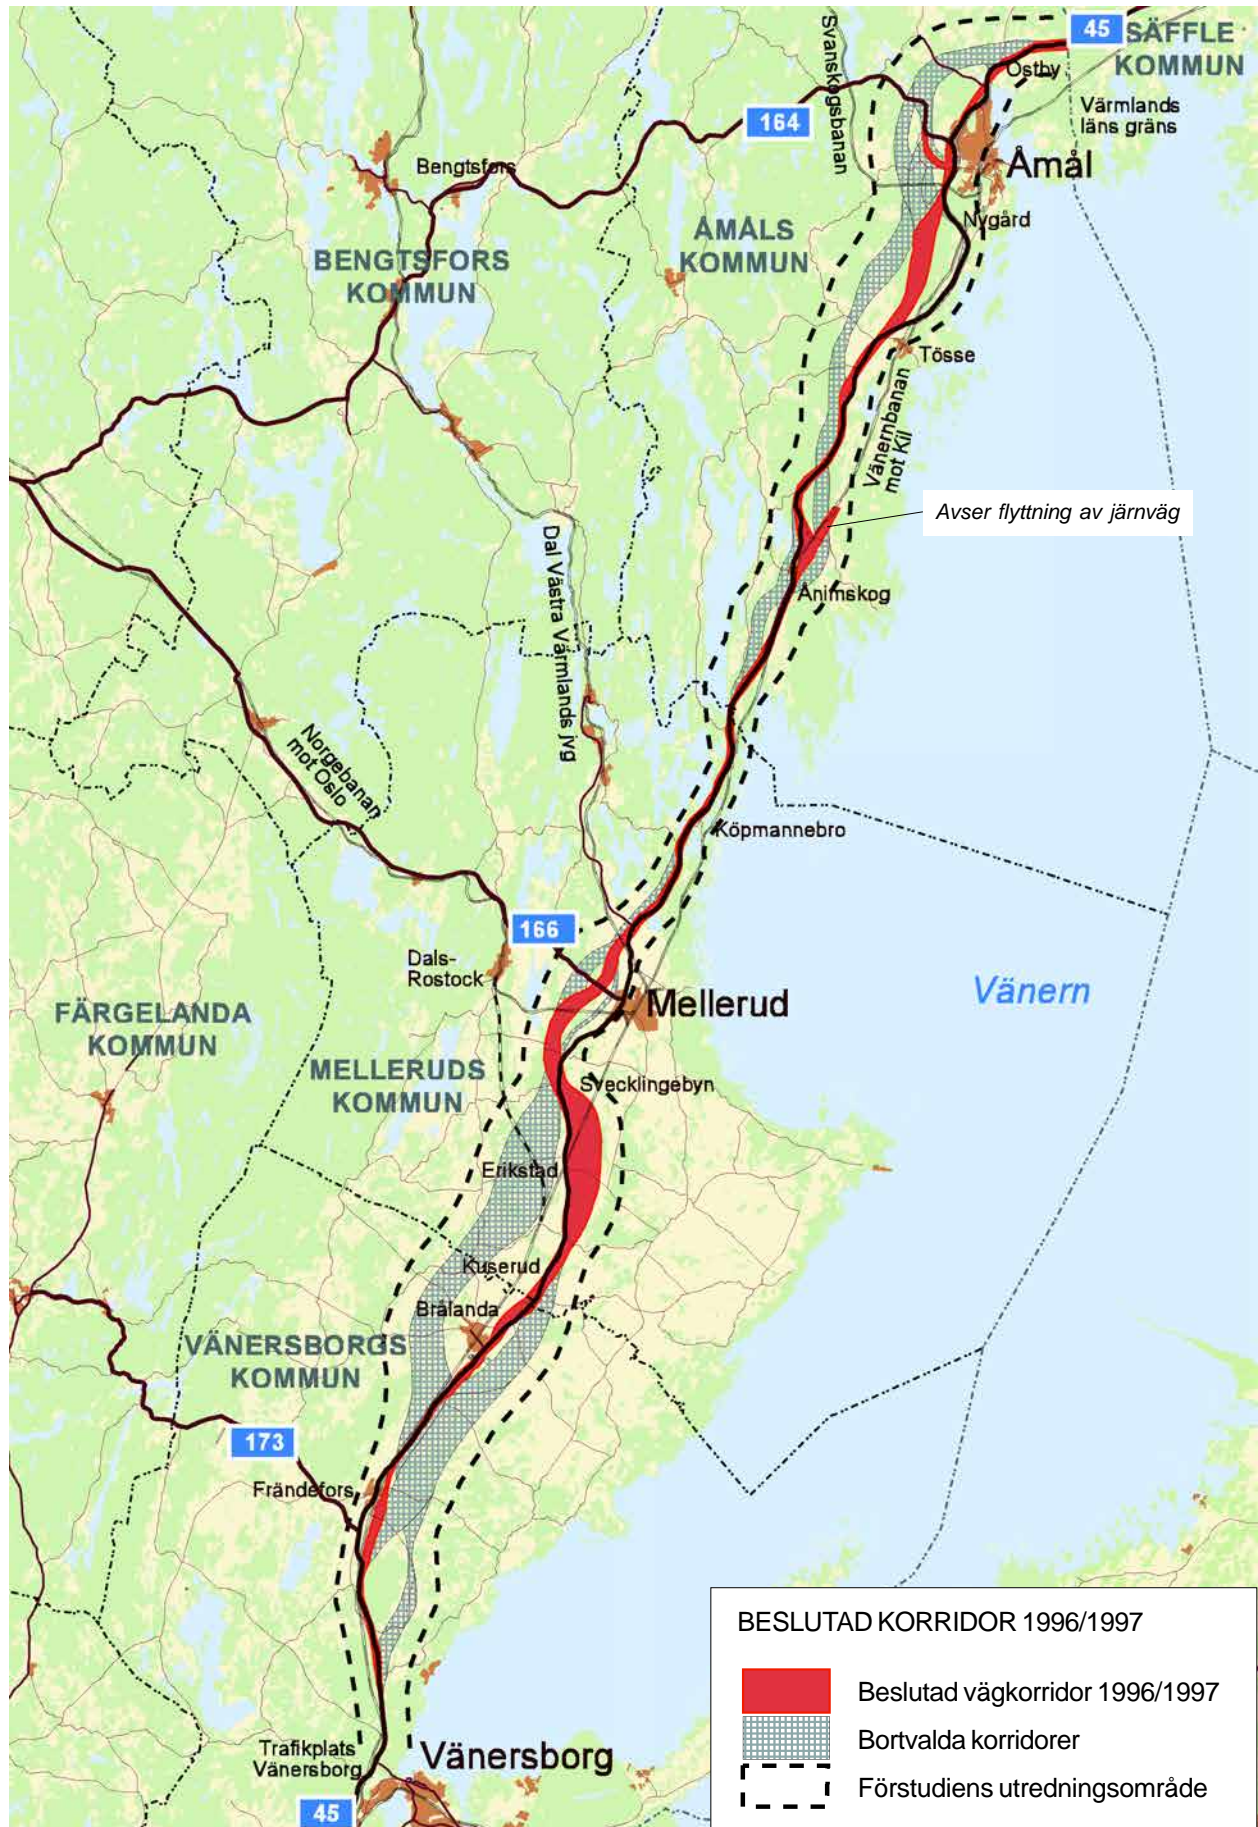 45
SÄFFLE
KOMMUN
Svanskogsbanan
Östby
Värmlands
läns gräns
164
Åmål
Bengtsfors
Nygård
ÅMÅLS
KOMMUN
BENGTSFORS
KOMMUN
Tösse
Vänernbanan
mot Kil
Avser flyttning av järnväg
Dal Västra Värmlands jvg
Ånimskog
Norgebanan
mot Oslo
Köpmannebro
166
Dals-
Rostock
Vänern
Mellerud
FÄRGELANDA
KOMMUN
MELLERUDS
KOMMUN
Svecklingebyn
Erikstad
Kuserud
Brålanda
VÄNERSBORGS
KOMMUN
173
Frändefors
Trafikplats
Vänersborg
Vänersborg
45
BESLUTAD KORRIDOR 1996/1997
Beslutad vägkorridor 1996/1997
Bortvalda korridorer
Förstudiens utredningsområde